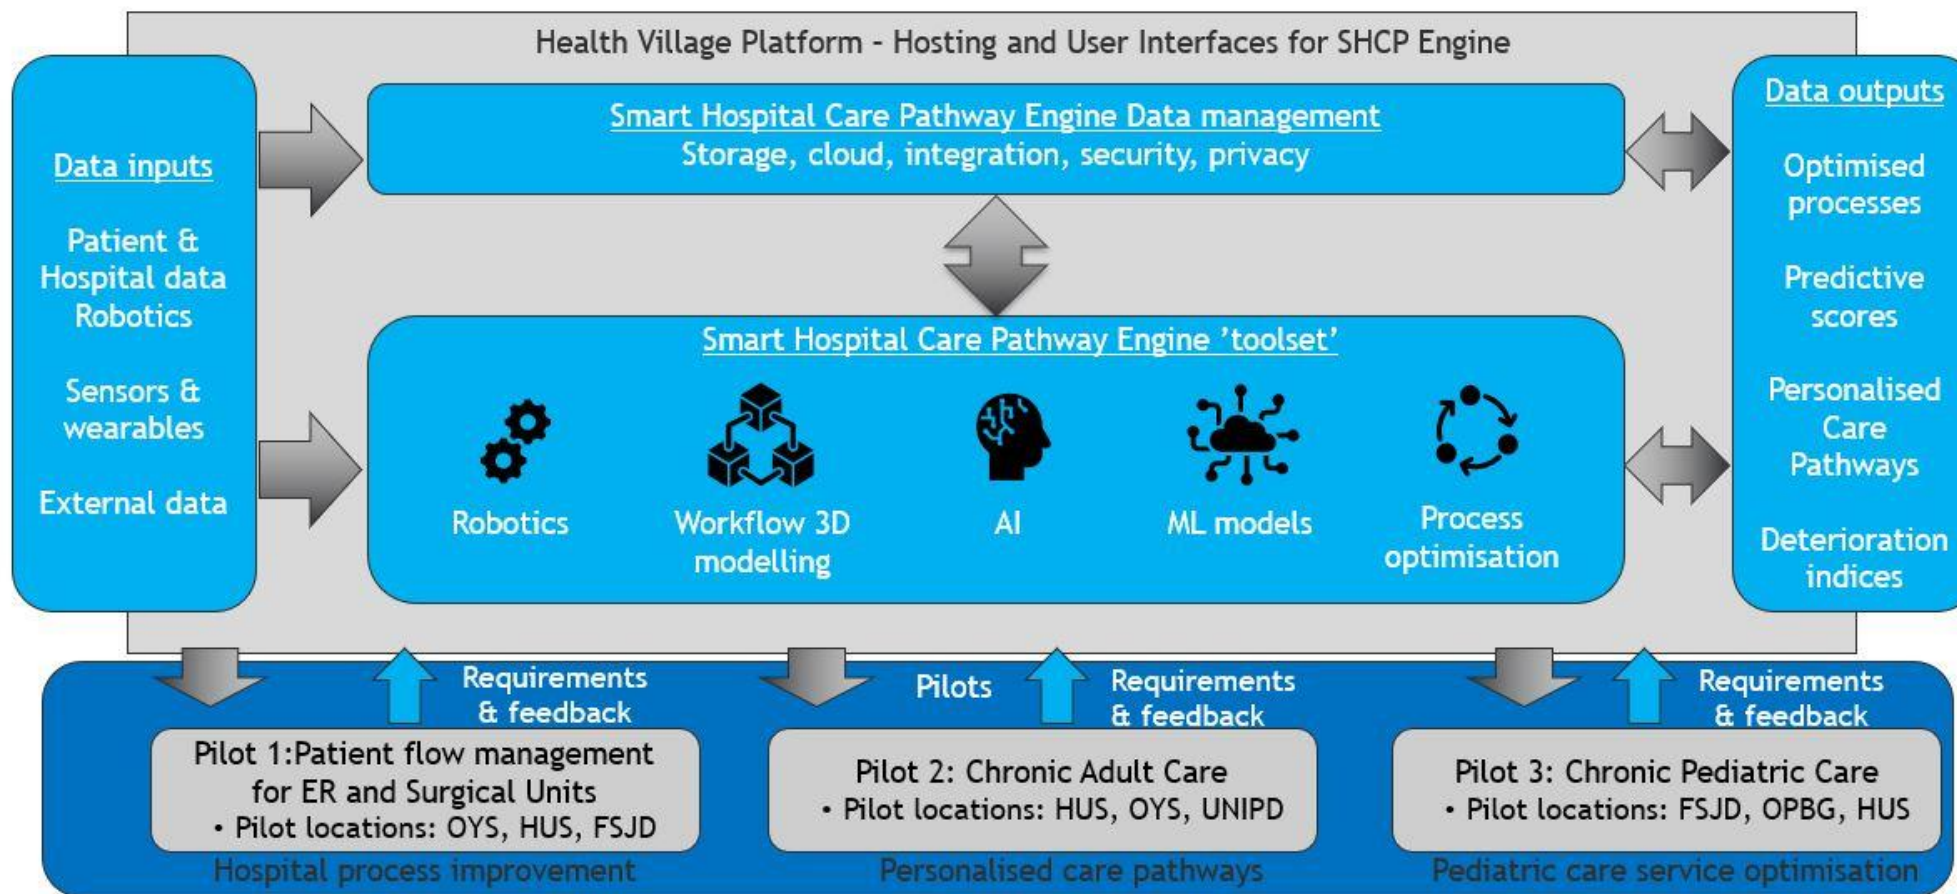 Health Village Platform - Hosting and User Interfaces for SHCP Engine
Data inputs
Patient &
Hospital data
Robotics
Sensors &
wearables
External data
Smart Hospital Care Pathway Engine Data management
Storage, cloud, integration, security, privacy
Smart Hospital Care Pathway Engine ’toolset’
Robotics
Workflow 3D
modelling
AI
ML models
Process
optimisation
Data outputs
Optimised
processes
Predictive
scores
Personalised
Care
Pathways
Deterioration
indices
Requirements
& feedback
Pilots
Requirements
& feedback
Requirements
& feedback
Pilot 1:Patient flow management
for ER and Surgical Units
• Pilot locations: OYS, HUS, FSJD
Hospital process improvement
Pilot 2: Chronic Adult Care
• Pilot locations: HUS, OYS, UNIPD
Personalised care pathways
Pilot 3: Chronic Pediatric Care
• Pilot locations: FSJD, OPBG, HUS
Pediatric care service optimisation